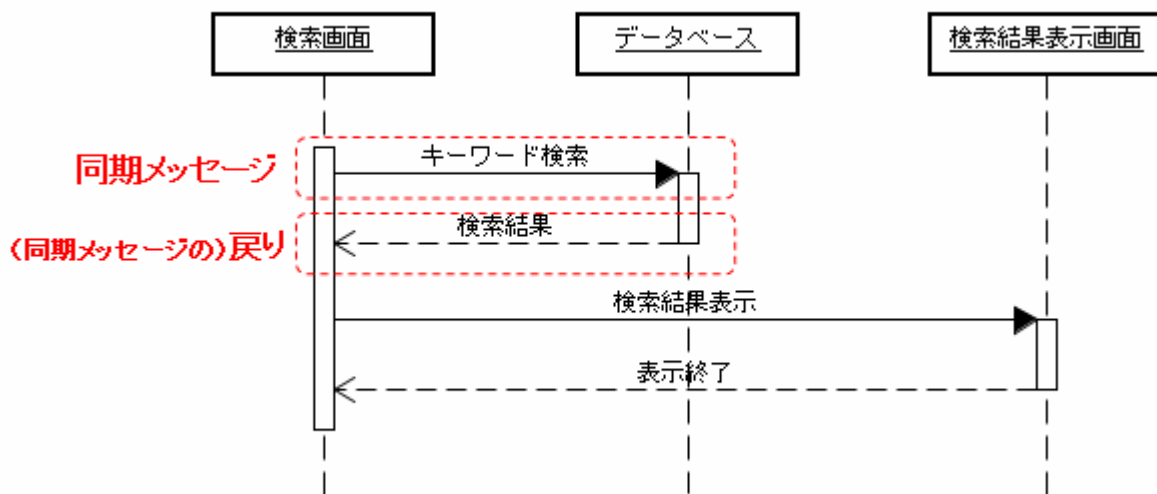 検索画面
データベース
検索結果表示画面
同期メッセージ
キーワード検索
(同期メッセージの)戻り
検索結果
検索結果表示
表示終了